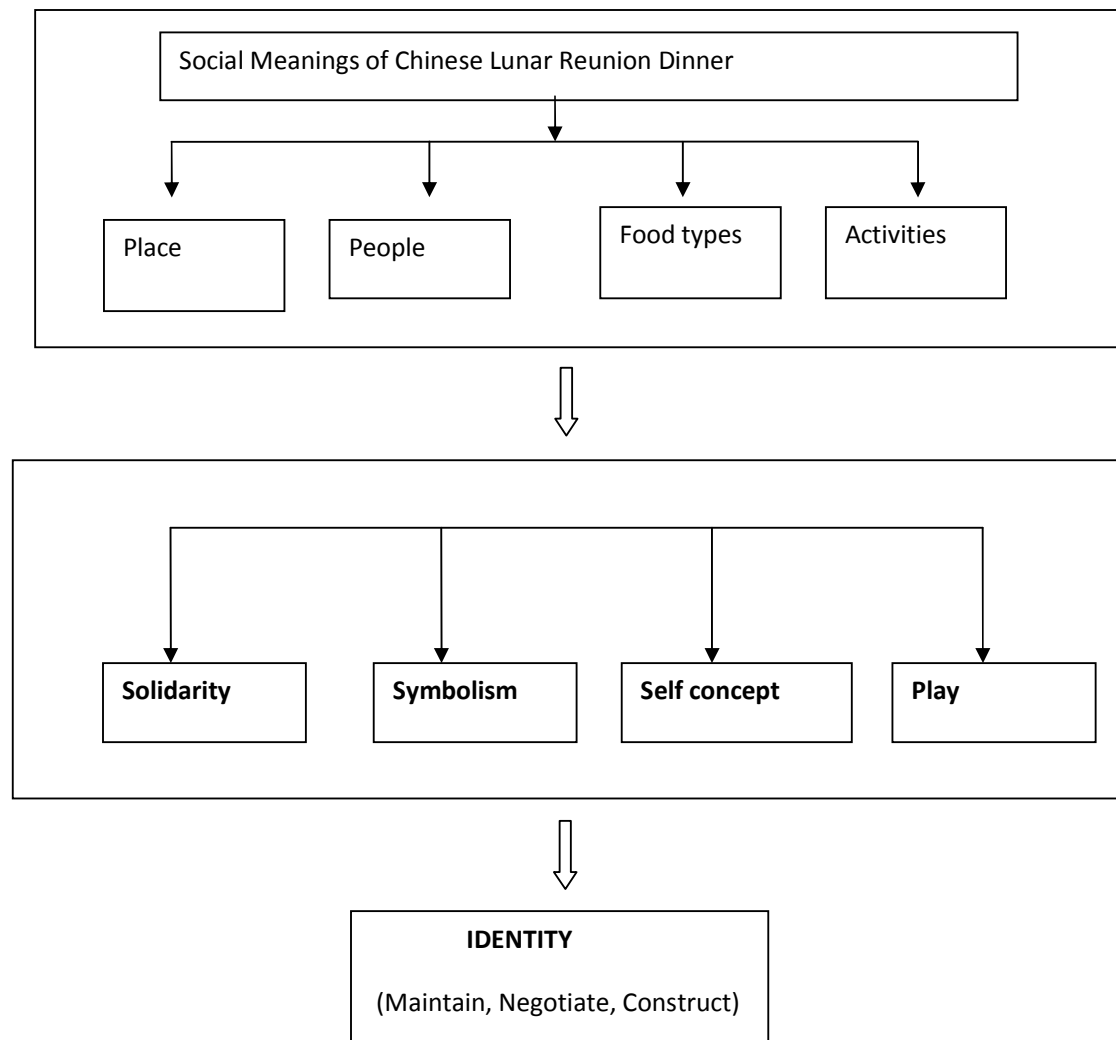 Social Meanings of Chinese Lunar Reunion Dinner
Place
People
Food types
Activities
Solidarity
Symbolism
Self concept
Play
IDENTITY
(Maintain, Negotiate, Construct)